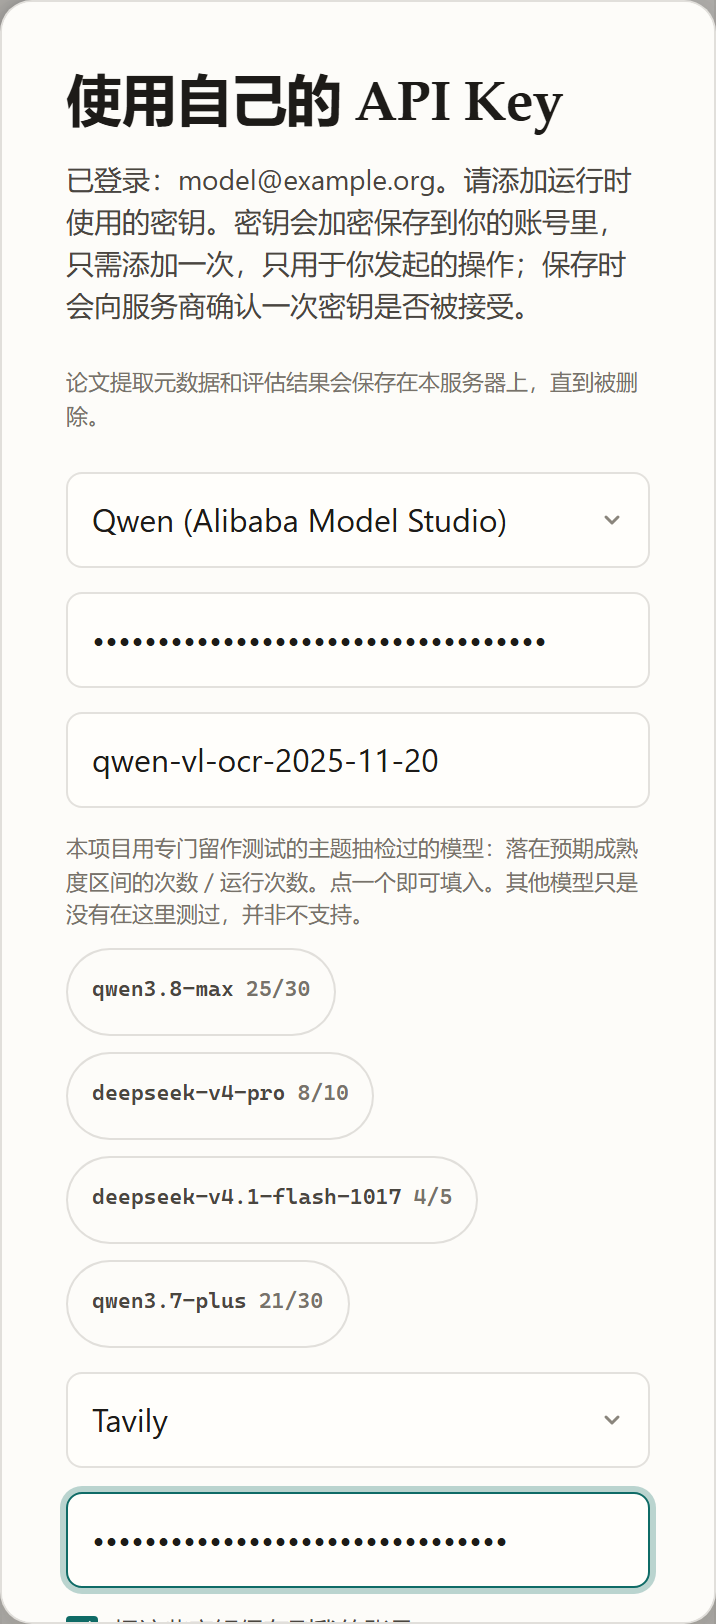 使用自己的 API Key
已登录：model@example.org。请添加运行时
使用的密钥。密钥会加密保存到你的账号里，
只需添加一次，只用于你发起的操作；保存时
会向服务商确认一次密钥是否被接受。
论文提取元数据和评估结果会保存在本服务器上，直到被删
除。
Qwen (Alibaba Model Studio)
•••••••••••••••••••••••••••••••••••
qwen-vl-ocr-2025-11-20
本项目用专门留作测试的主题抽检过的模型：落在预期成熟
度区间的次数 / 运行次数。点一个即可填入。其他模型只是
没有在这里测过，并非不支持。
qwen3.8-max 25/30
deepseek-v4-pro 8/10
deepseek-v4.1-flash-1017 4/5
qwen3.7-plus 21/30
Tavily
••••••••••••••••••••••••••••••••